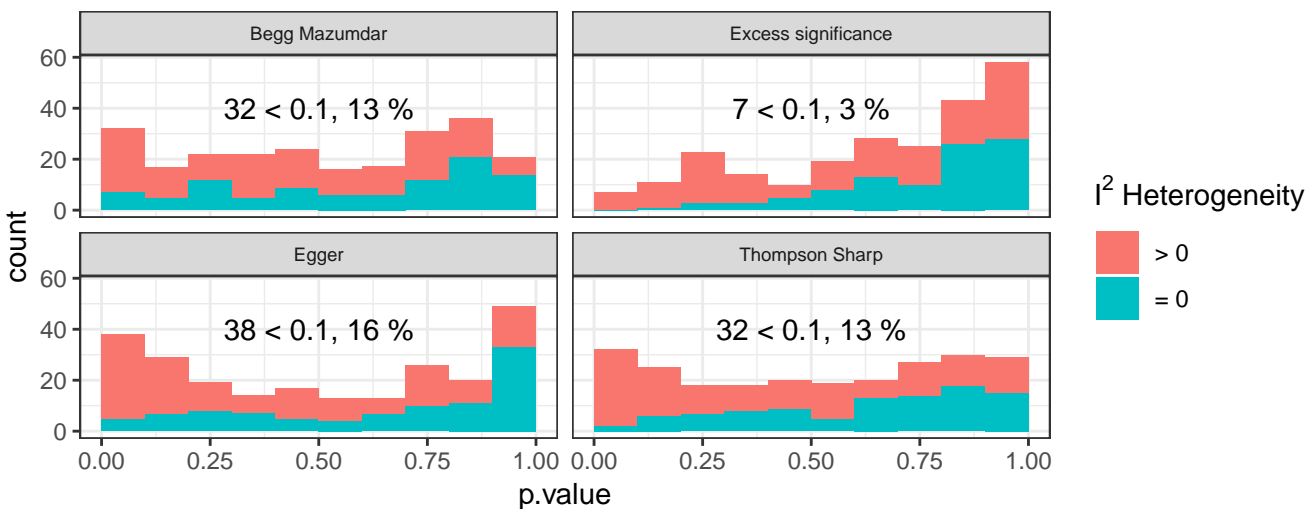 Begg Mazumdar
Excess significance
60
40
20
0
32 < 0.1, 13 %
7 < 0.1, 3 %
Egger
Thompson Sharp
60
40
20
0
38 < 0.1, 16 %
32 < 0.1, 13 %
0.00 0.25 0.50 0.75 1.00
0.00 0.25 0.50 0.75 1.00
p.value
count
I² Heterogeneity
> 0
= 0